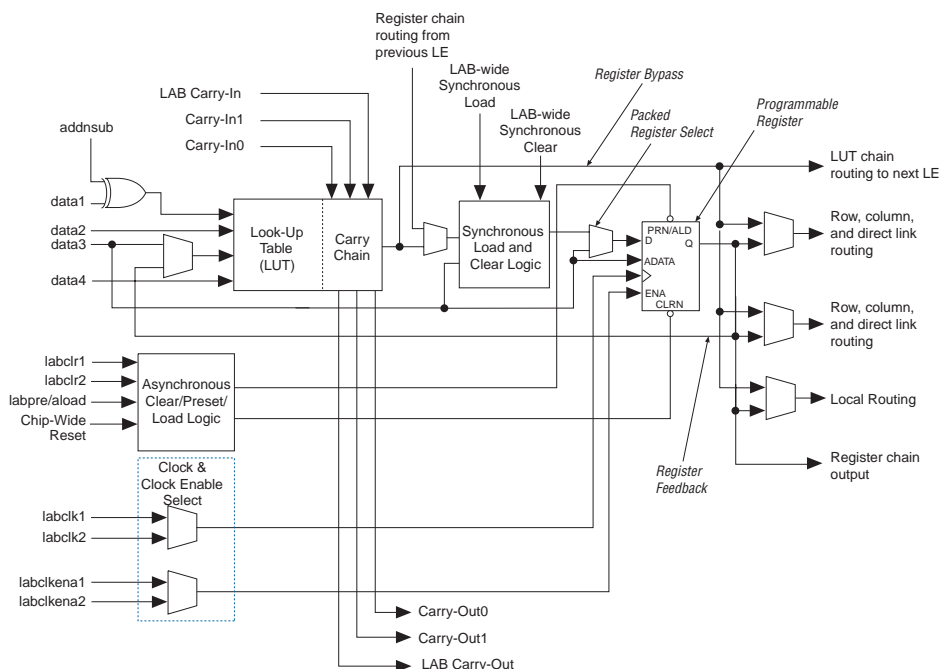 Register chain
routing from
previous LE
LAB-wide
Synchronous
Load
Register Bypass
LAB-wide
Synchronous
Clear
Packed
Register Select
Programmable
Register
LAB Carry-In
Carry-In1
Carry-In0
addnsub
LUT chain
routing to next LE
data1
data2
data3
data4
Look-Up
Table
(LUT)
Carry
Chain
Synchronous
Load and
Clear Logic
PRN/ALD
D
Q
ADATA
ENA
CLRN
Row, column,
and direct link
routing
Row, column,
and direct link
routing
labclr1
labclr2
labpre/aload
Chip-Wide
Reset
Asynchronous
Clear/Preset/
Load Logic
Local Routing
Register
Feedback
Register chain
output
Clock &
Clock Enable
Select
labclk1
labclk2
labclkena1
labclkena2
Carry-Out0
Carry-Out1
LAB Carry-Out